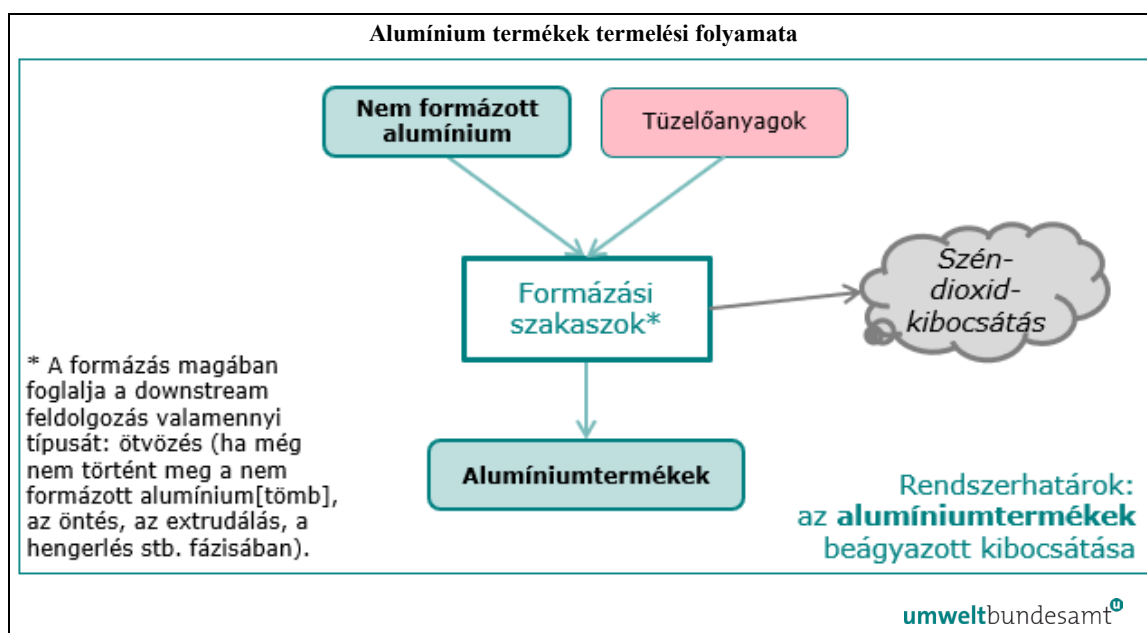 Alumínium termékek termelési folyamata
Nem formázott
alumínium
Tüzelőanyagok
Formázási
szakaszok*
Szén-
dioxid-
kibocsátás
* A formázás magában
foglalja a downstream
feldolgozás valamennyi
típusát: ötvözés (ha még
nem történt meg a nem
formázott alumínium[tömb],
az öntés, az extrudálás, a
hengerlés stb. fázisában).
Alumíniumtermékek
Rendszerhatárok:
az alumíniumtermékek
beágyazott kibocsátása
umweltbundesamt
u